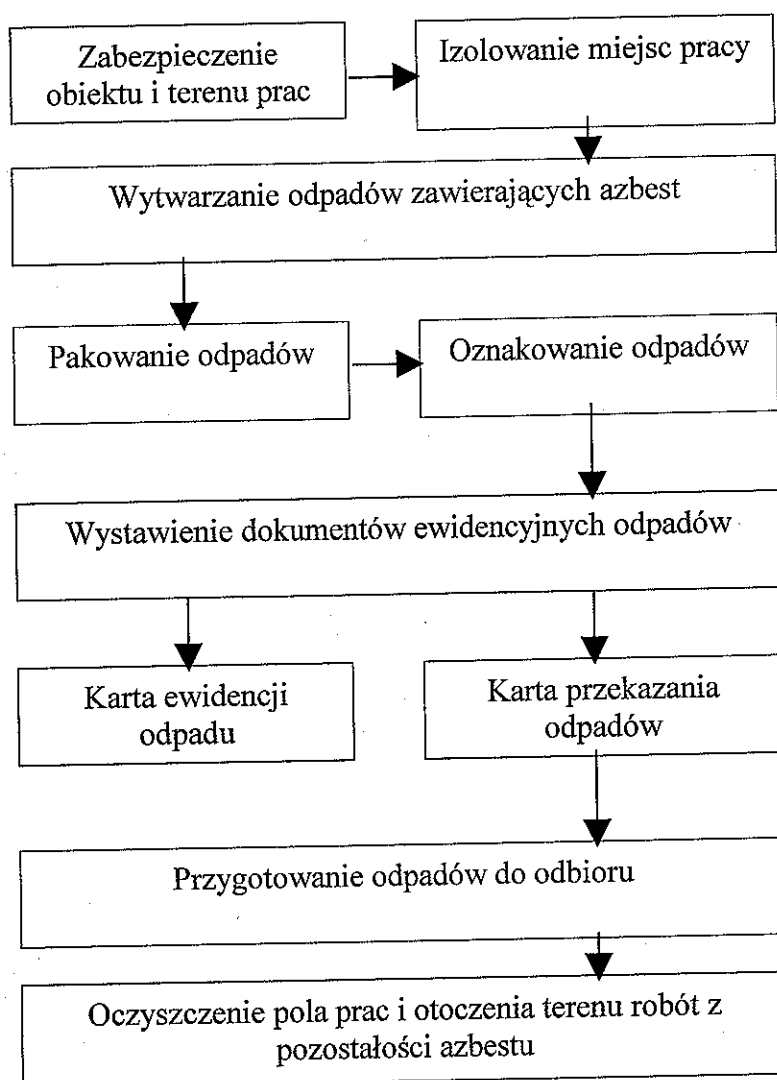 Zabezpieczenie
obiektu i terenu prac
Izolowanie miejsc pracy
Wytwarzanie odpadów zawierających azbest
Pakowanie odpadów
Oznakowanie odpadów
Wystawienie dokumentów ewidencyjnych odpadów
Karta ewidencji
odpadu
Karta przekazania
odpadów
Przygotowanie odpadów do odbioru
Oczyszczenie pola prac i otoczenia terenu robót z
pozostałości azbestu